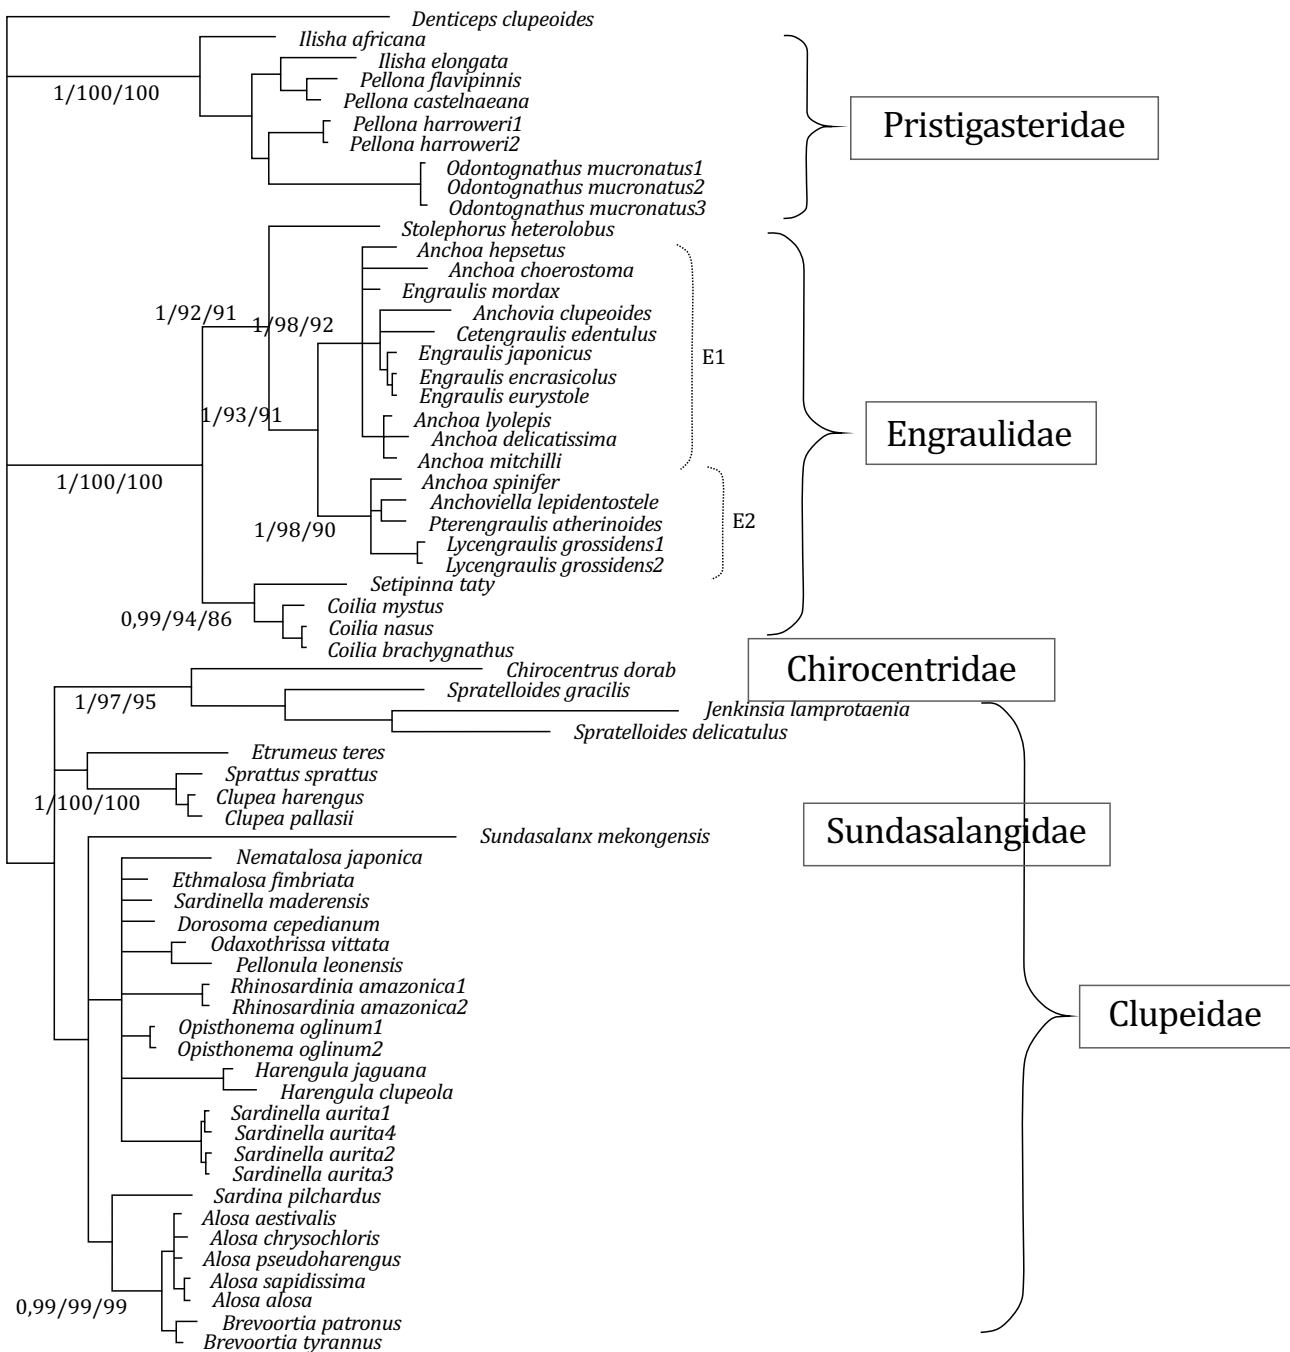 Denticeps clupeoides
Ilisha africana
Ilisha elongata
Pellona flavipinnis
1/100/100
Pellona castelnaeana
Pristigasteridae
Pellona harroweri1
Pellona harroweri2
Odontognathus mucronatus1
Odontognathus mucronatus2
Odontognathus mucronatus3
Stolephorus heterolobus
Anchoa hepsetus
Anchoa choerostoma
Engraulis mordax
1/92/91
Anchovia clupeoides
1/98/92
Cetengraulis edentulus
Engraulis japonicus
E1
Engraulis encrasicolus
Engraulis eurystole
1/93/91
Anchoa lyolepis
Anchoa delicatissima
Engraulidae
Anchoa mitchilli
1/100/100
Anchoa spinifer
Anchoviella lepidentostele
1/98/90
Pterengraulis atherinoides
E2
Lycengraulis grossidens1
Lycengraulis grossidens2
Setipinna taty
Coilia mystus
0,99/94/86
Coilia nasus
Coilia brachygnathus
Chirocentrus dorab
Chirocentridae
Spratelloides gracilis
1/97/95
Jenkinsia lamprotaenia
Spratelloides delicatulus
Etrumeus teres
Sprattus sprattus
Clupea harengus
1/100/100
Clupea pallasii
Sundasalanx mekongensis
Sundasalangidae
Nematalosa japonica
Ethmalosa fimbriata
Sardinella maderensis
Dorosoma cepedianum
Odaxothrissa vittata
Pellonula leonensis
Rhinosardinia amazonica1
Rhinosardinia amazonica2
Clupeidae
Opisthonema oglinum1
Opisthonema oglinum2
Harengula jaguana
Harengula clupeola
Sardinella aurita1
Sardinella aurita4
Sardinella aurita2
Sardinella aurita3
Sardina pilchardus
Alosa aestivalis
Alosa chrysochloris
Alosa pseudoharengus
Alosa sapidissima
Alosa alosa
0,99/99/99
Brevoortia patronus
Brevoortia tyrannus